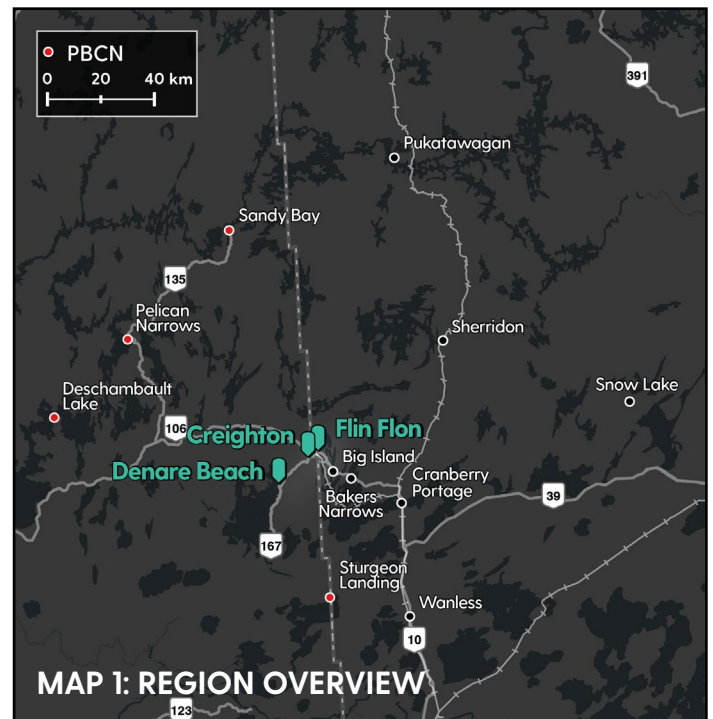 PBCN
0 20 40 km
391
Pukatawagan
Sandy Bay
135
Pelican
Narrows
Sherridon
Deschambault
Lake
Snow Lake
106
Creighton
Flin Flon
Big Island
Denare Beach
Bakers
Narrows
Cranberry
Portage
39
167
Sturgeon
Landing
Wanless
10
MAP 1: REGION OVERVIEW
123